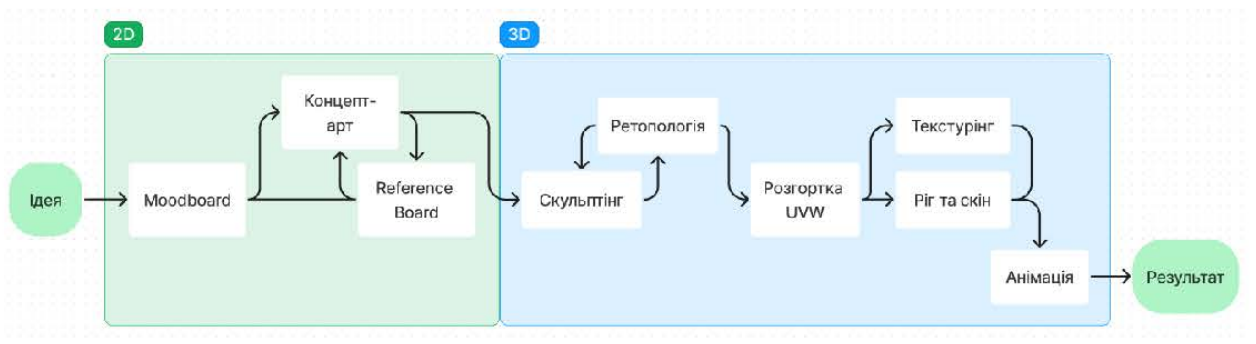 2D
3D
Ідея
Moodboard
Концепт-
арт
Reference
Board
Скульптінг
Ретопологія
Розгортка
UVW
Текстурінг
Ріг та скін
Анімація
Результат